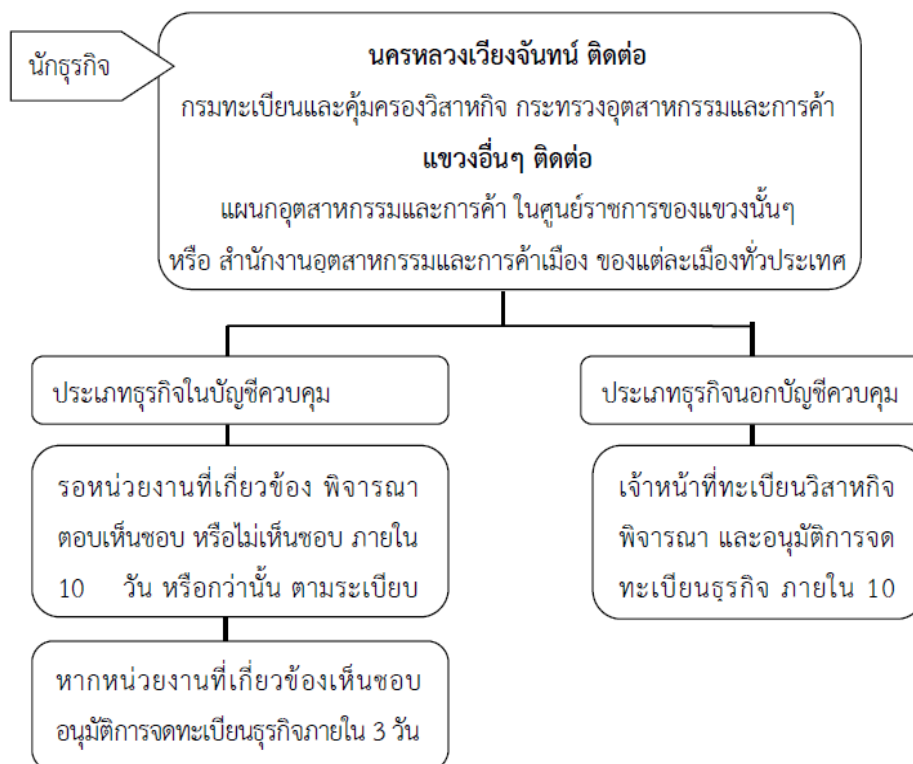 นักธุรกิจ
นครหลวงเวียงจันทน์ ติดต่อ
กรมทะเบียนและคุ้มครองวิสาหกิจ กระทรวงอุตสาหกรรมและการค้า
แขวงอื่นๆ ติดต่อ
แผนกอุตสาหกรรมและการค้า ในศูนย์ราชการของแขวงนั้นๆ
หรือ สำนักงานอุตสาหกรรมและการค้าเมือง ของแต่ละเมืองทั่วประเทศ
ประเภทธุรกิจในบัญชีควบคุม
รอหน่วยงานที่เกี่ยวข้อง พิจารณา
ตอบเห็นชอบ หรือไม่เห็นชอบ ภายใน
10 วัน หรือกว่านั้น ตามระเบียบ
หากหน่วยงานที่เกี่ยวข้องเห็นชอบ
อนุมัติการจดทะเบียนธุรกิจภายใน 3 วัน
ประเภทธุรกิจนอกบัญชีควบคุม
เจ้าหน้าที่ทะเบียนวิสาหกิจ
พิจารณา และอนุมัติการจด
ทะเบียนธุรกิจ ภายใน 10